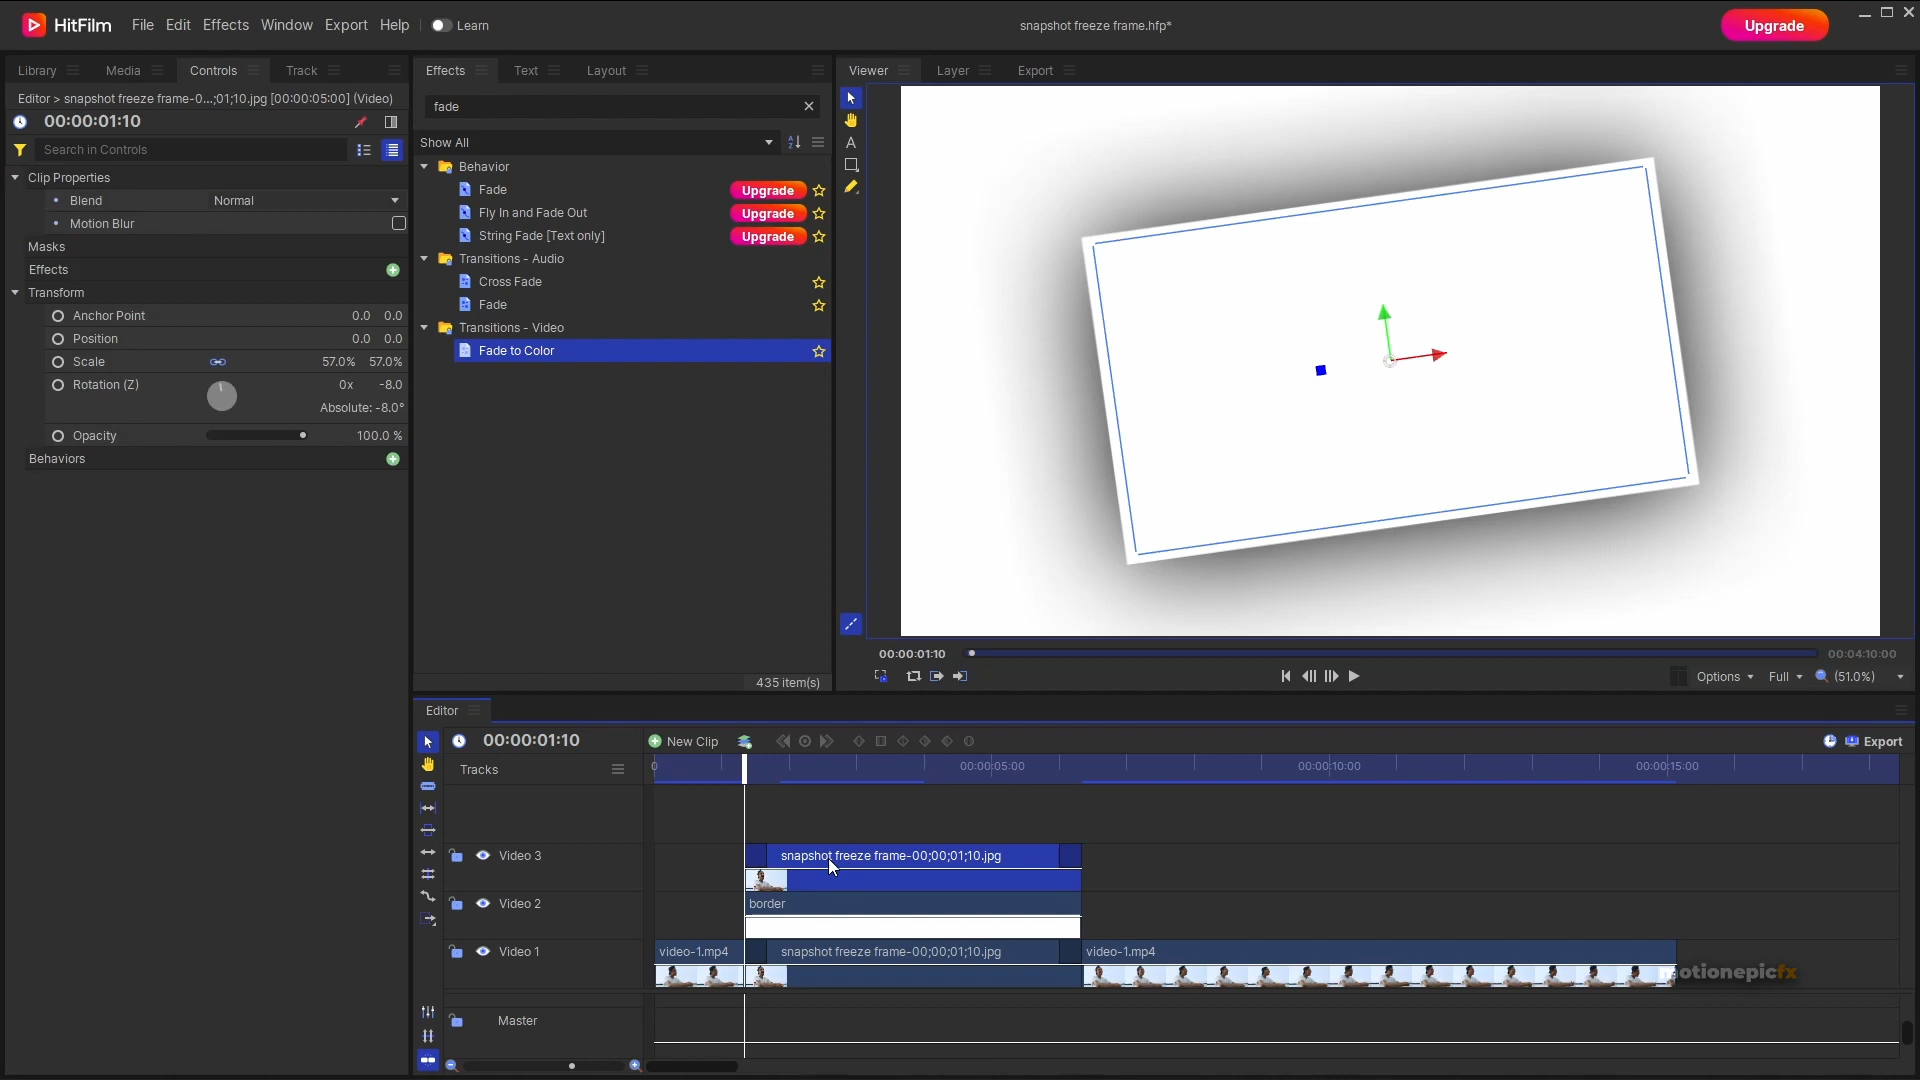 HitFilm File Edit Effects Window Export Help Learn
snapshot freeze frame.hfp*
Upgrade
Library Media Controls Track
Effects Text Layout
Viewer Layer Export
Editor > snapshot freeze frame-0...;01;10.jpg [00:00:05:00] (Video)
00:00:01:10
Search in Controls
Clip Properties
Blend Normal
Motion Blur
Masks
Effects
Transform
Anchor Point 0.0 0.0
Position 0.0 0.0
Scale 57.0% 57.0%
Rotation (Z) 0x -8.0
Absolute: -8.0°
Opacity 100.0 %
Behaviors
fade
Show All
Behavior
Fade Upgrade
Fly In and Fade Out Upgrade
String Fade [Text only] Upgrade
Transitions - Audio
Cross Fade
Fade
Transitions - Video
Fade to Color
435 item(s)
A
00:00:01:10 00:04:10:00
Options Full (51.0%)
Editor
00:00:01:10 New Clip Export
Tracks 0 00:00:05:00 00:00:10:00 00:00:15:00
Video 3 snapshot freeze frame-00;00;01;10.jpg
Video 2 border
Video 1 video-1.mp4 snapshot freeze frame-00;00;01;10.jpg video-1.mp4
motionepicfx
Master